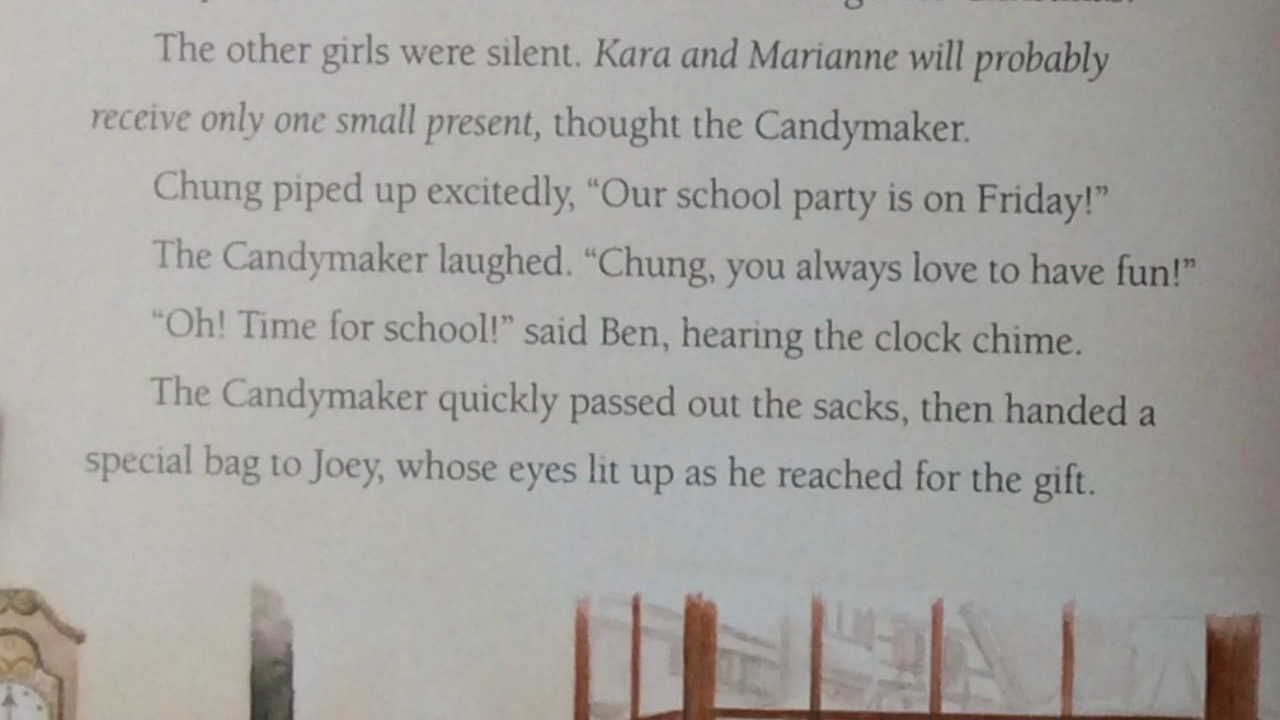 The other girls were silent. Kara and Marianne will probably
receive only one small present, thought the Candymaker.
Chung piped up excitedly, “Our school party is on Friday!”
The Candymaker laughed. “Chung, you always love to have fun!”
“Oh! Time for school!” said Ben, hearing the clock chime.
The Candymaker quickly passed out the sacks, then handed a
special bag to Joey, whose eyes lit up as he reached for the gift.